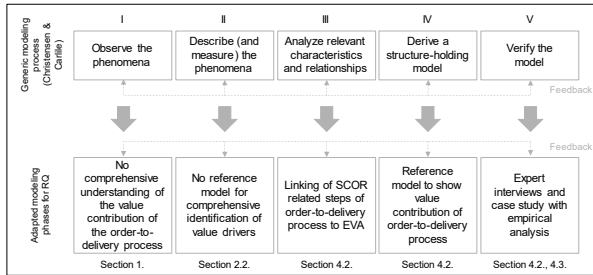 I
II
III
IV
V
Generic modeling
process
(Christensen &
Carlile)
Observe the
phenomena
Describe (and
measure) the
phenomena
Analyze relevant
characteristics
and relationships
Derive a
structure-holding
model
Verify the
model
Feedback
Feedback
Adapted modeling
phases for RQ
No
comprehensive
understanding of
the value
contribution of
the order-to-
delivery process
No reference
model for
comprehensive
identification of
value drivers
Linking of SCOR
related steps of
order-to-delivery
process to EVA
Reference
model to show
value
contribution of
order-to-delivery
process
Expert
interviews and
case study with
empirical
analysis
Section 1.
Section 2.2.
Section 4.2.
Section 4.2.
Section 4.2., 4.3.